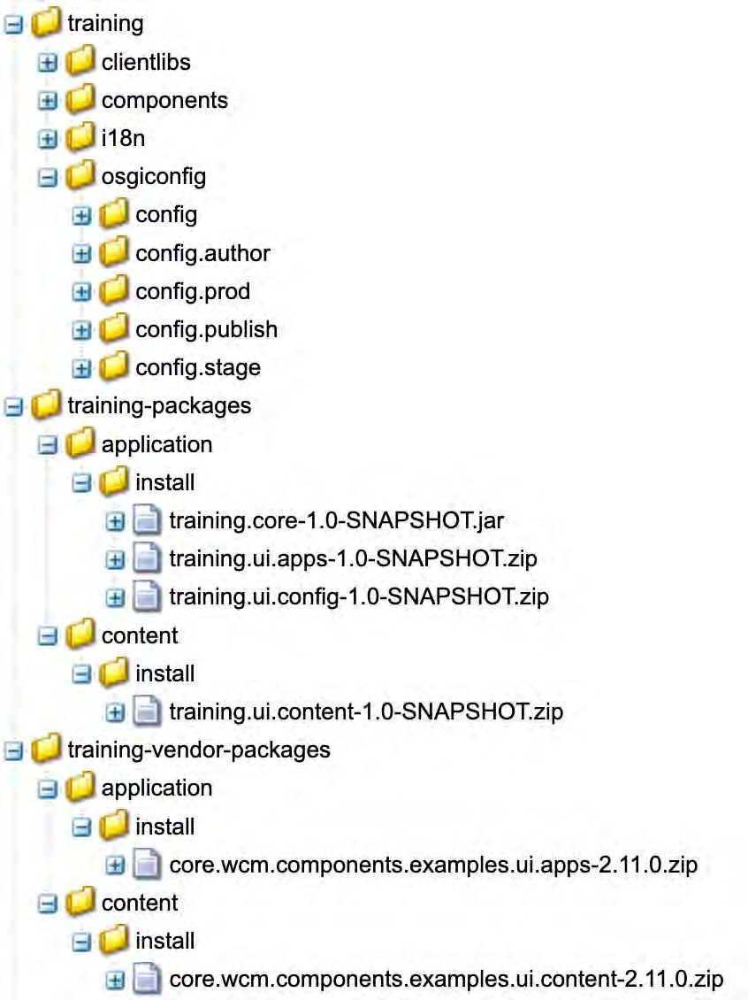 training
clientlibs
components
i18n
osgiconfig
config
config.author
config.prod
config.publish
config.stage
training-packages
application
install
training.core-1.0-SNAPSHOT.jar
training.ui.apps-1.0-SNAPSHOT.zip
training.ui.config-1.0-SNAPSHOT.zip
content
install
training.ui.content-1.0-SNAPSHOT.zip
training-vendor-packages
application
install
core.wcm.components.examples.ui.apps-2.11.0.zip
content
install
core.wcm.components.examples.ui.content-2.11.0.zip